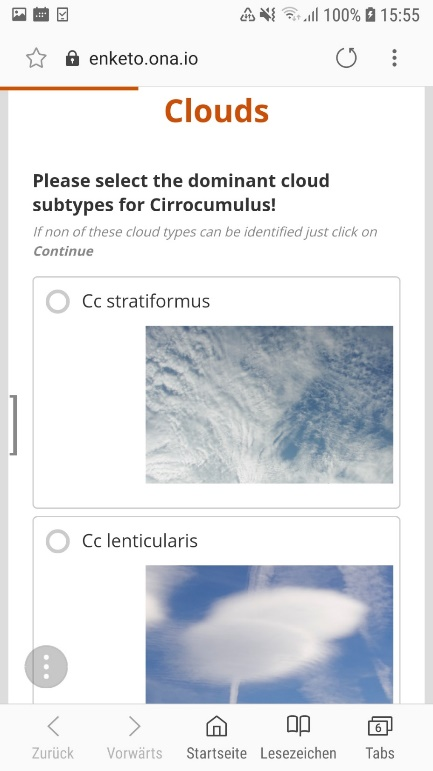 100% 15:55
enketo.ona.io
Clouds
Please select the dominant cloud
subtypes for Cirrocumulus!
If non of these cloud types can be identified just click on
Continue
Cc stratiformus
Cc lenticularis
6
Zurück Vorwärts Startseite Lesezeichen Tabs